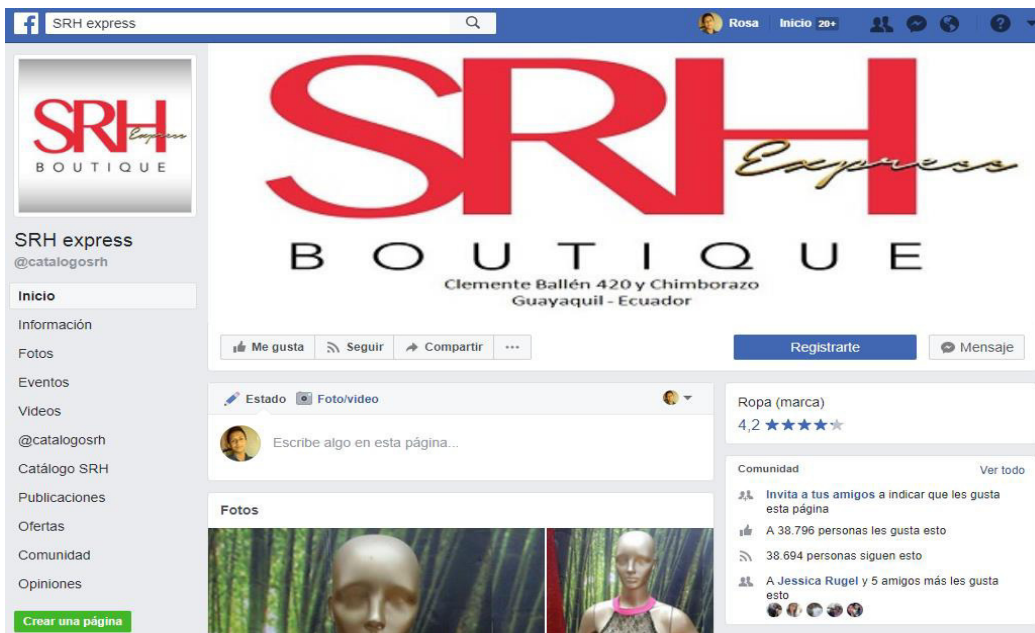 SRH express
Rosa
Inicio 20+
SRH Express
BOUTIQUE
SRH express
@catalogosrh
Inicio
Información
Fotos
Eventos
Videos
@catalogosrh
Catálogo SRH
Publicaciones
Ofertas
Comunidad
Opiniones
Crear una página
SRH Express
BOUTIQUE
Clemente Ballén 420 y Chimborazo
Guayaquil - Ecuador
Me gusta
Seguir
Compartir
Registrarte
Mensaje
Estado
Foto/video
Escribe algo en esta página...
Fotos
Ropa (marca)
4,2
Comunidad
Ver todo
Invita a tus amigos a indicar que les gusta
esta página
A 38.796 personas les gusta esto
38.694 personas siguen esto
A Jessica Rugel y 5 amigos más les gusta
esto